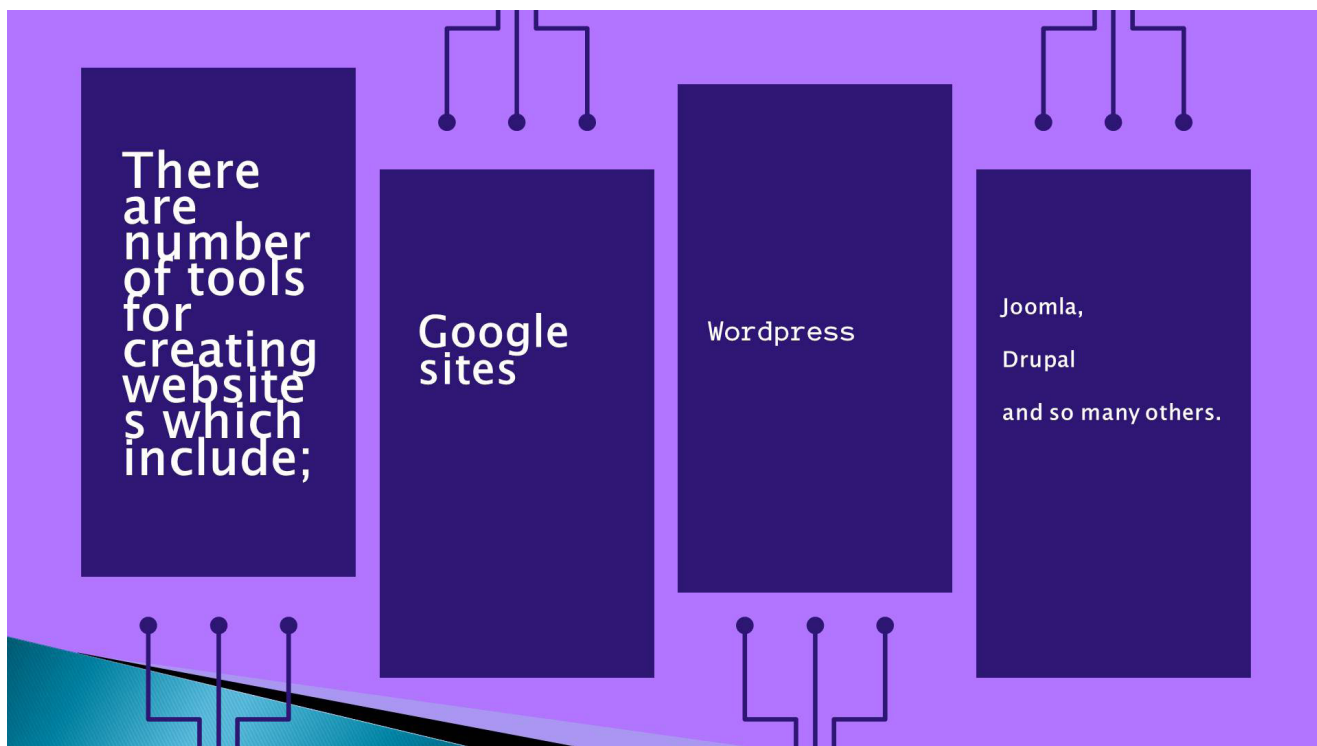 There
are
number
of tools
for
creating
website
s which
include;
Google
sites
Wordpress
Joomla,
Drupal
and so many others.